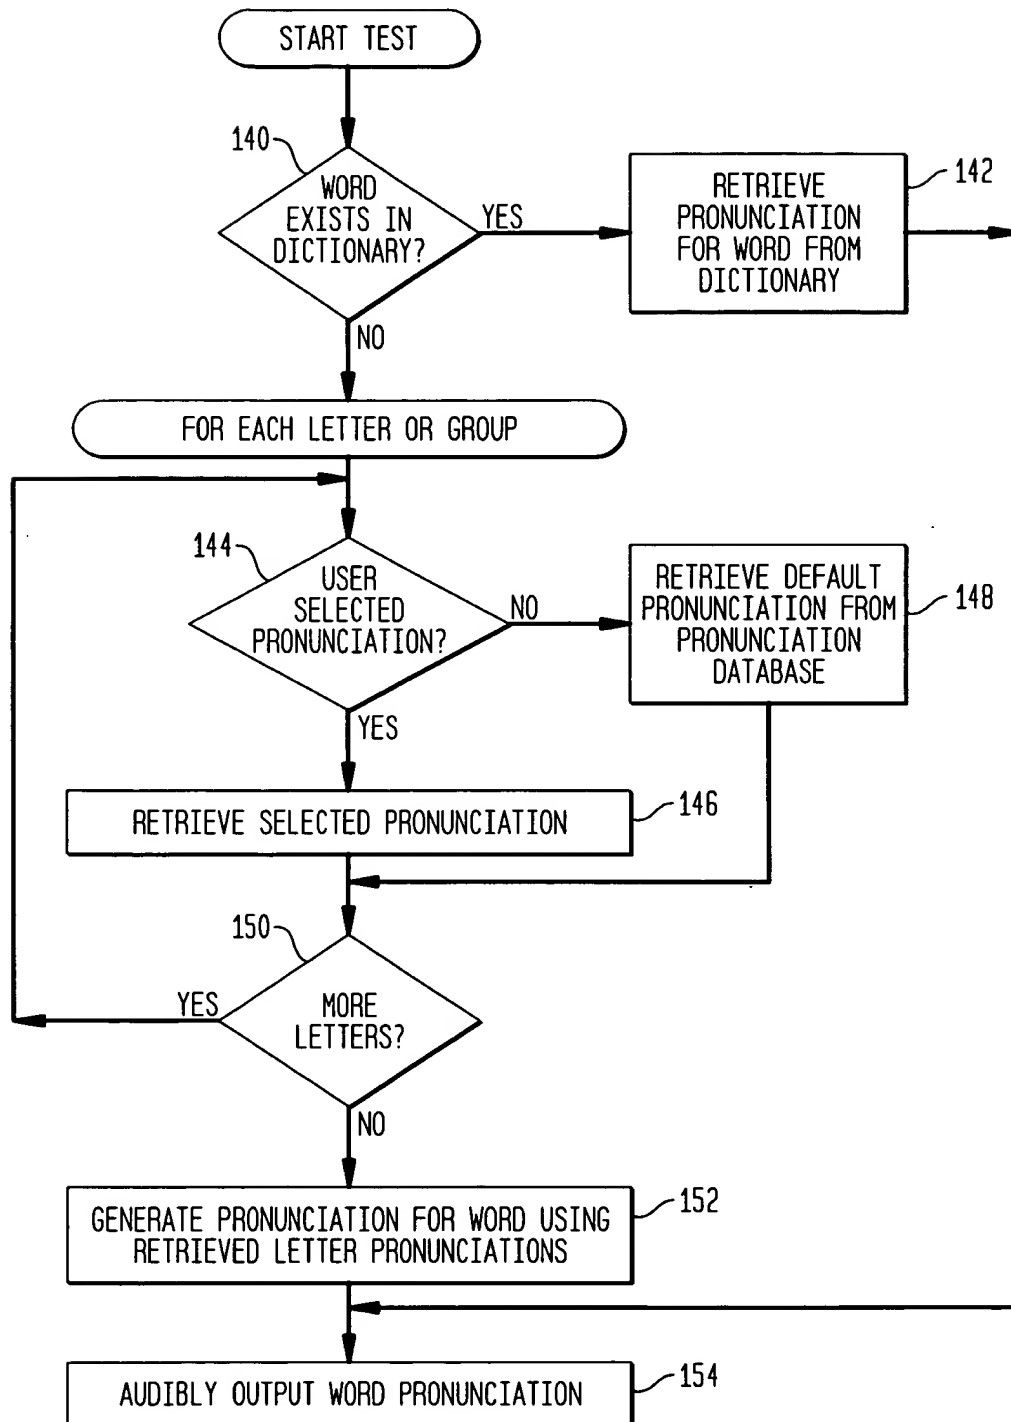 START TEST
140
WORD
EXISTS IN
DICTIONARY?
YES
RETRIEVE
PRONUNCIATION
FOR WORD FROM
DICTIONARY
142
NO
FOR EACH LETTER OR GROUP
144
USER
SELECTED
PRONUNCIATION?
NO
RETRIEVE DEFAULT
PRONUNCIATION FROM
PRONUNCIATION
DATABASE
148
YES
RETRIEVE SELECTED PRONUNCIATION
146
150
YES
MORE
LETTERS?
NO
GENERATE PRONUNCIATION FOR WORD USING
RETRIEVED LETTER PRONUNCIATIONS
152
AUDIBLY OUTPUT WORD PRONUNCIATION
154